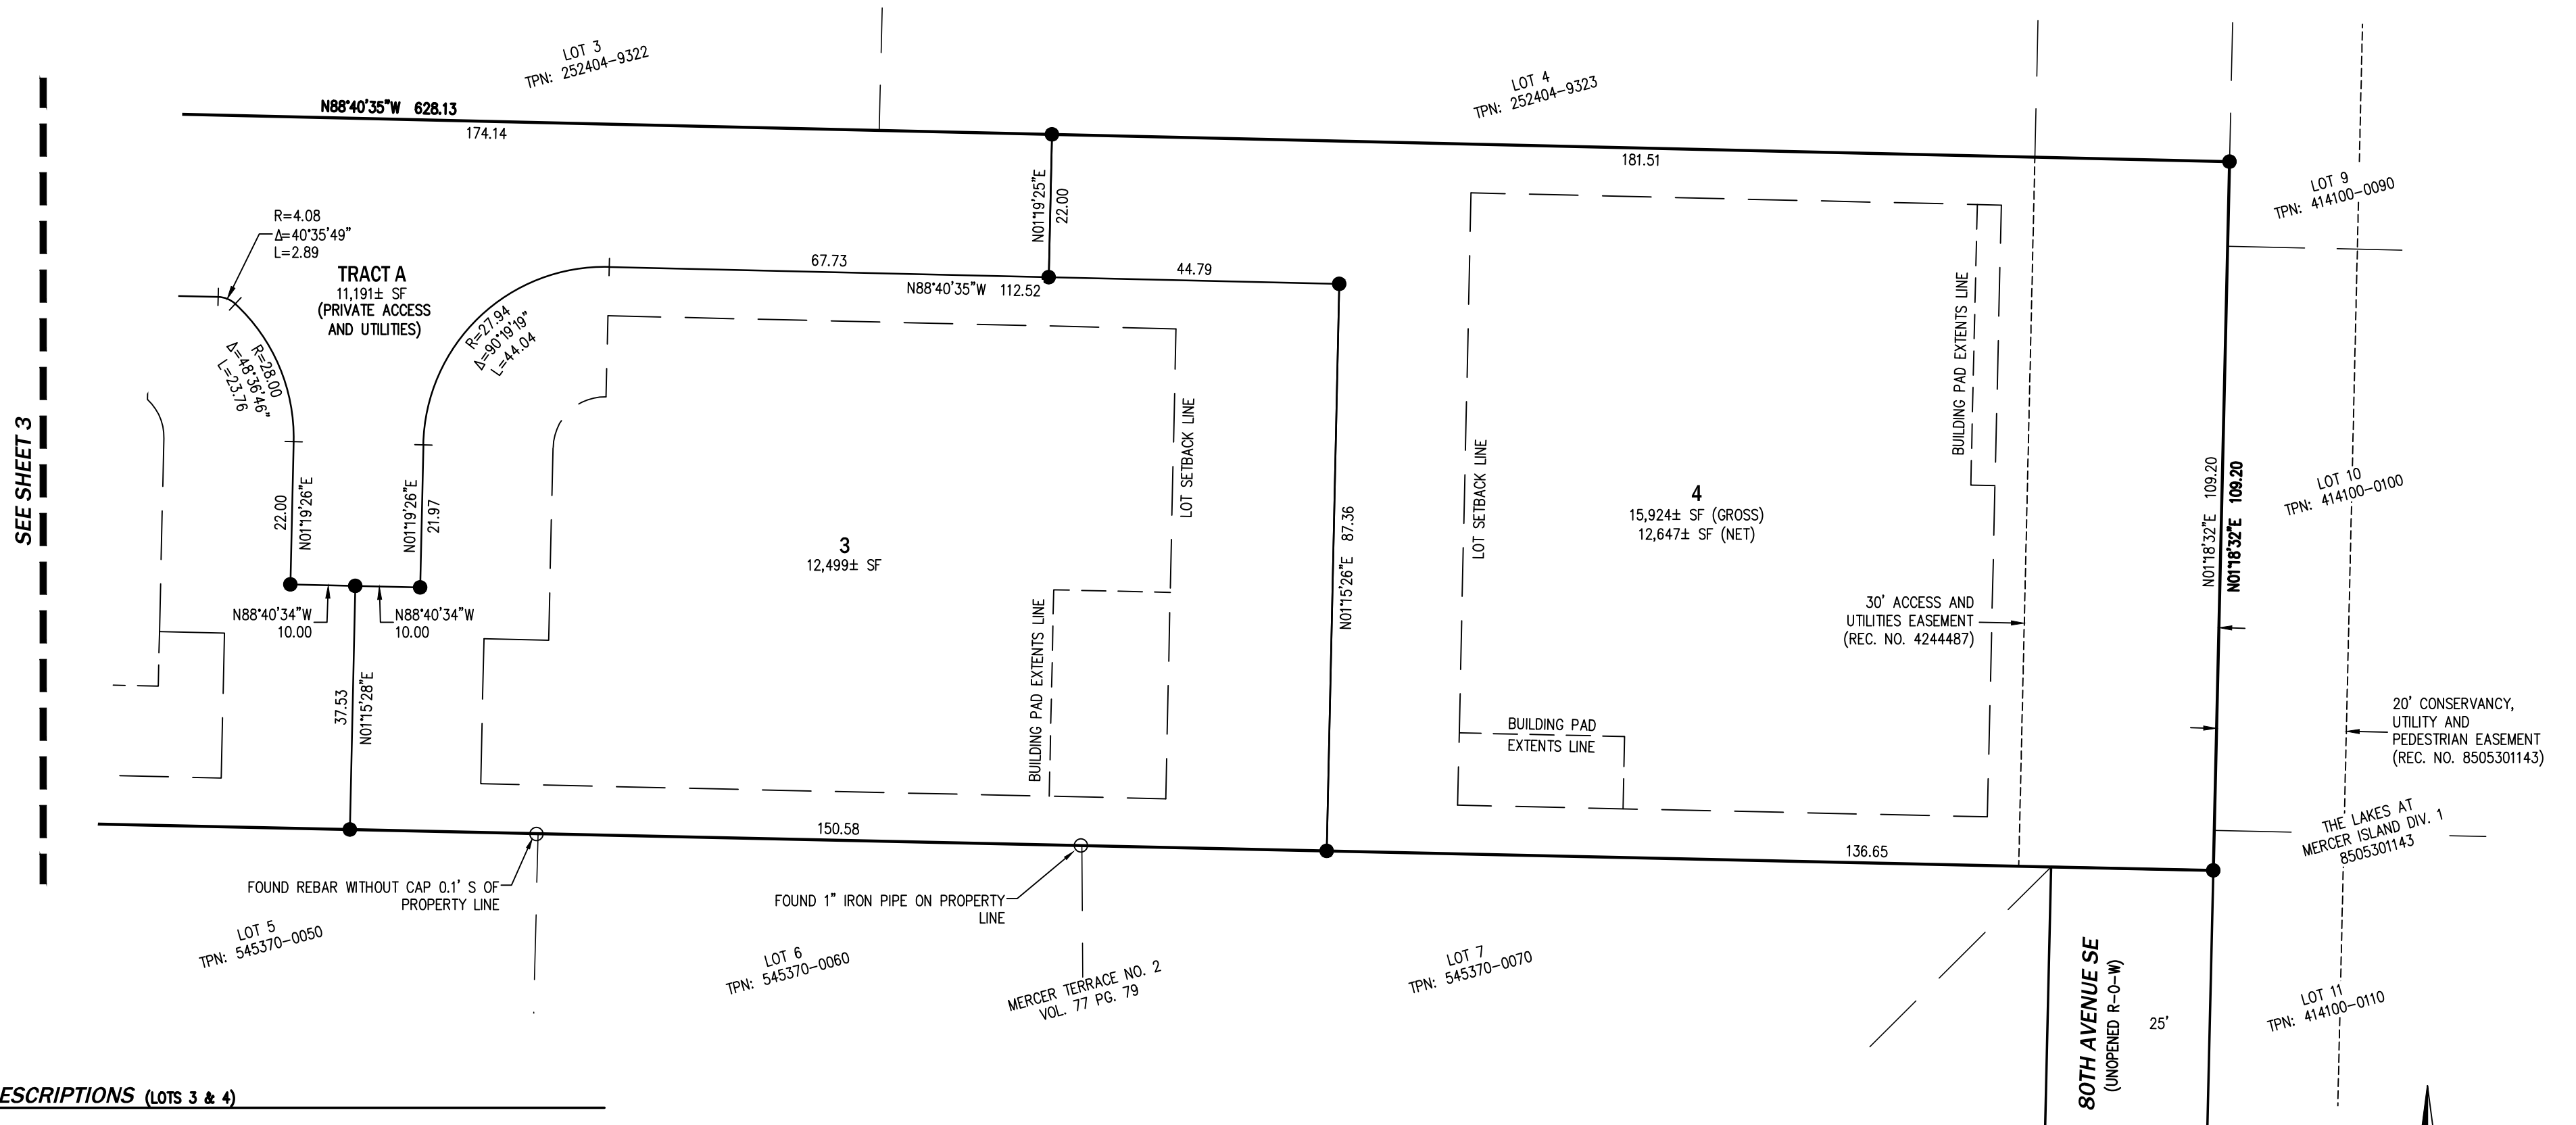 LOT 3
TPN: 252404-9322
LOT 4
TPN: 252404-9323
N88°40'35"W 628.13
174.14
181.51
LOT 9
TPN: 414100-0090
N01°19'25"E
22.00
R=4.08
Δ=40°35'49"
L=2.89
TRACT A
11,191± SF
(PRIVATE ACCESS
AND UTILITIES)
67.73
44.79
N88°40'35"W 112.52
R=27.94
Δ=90°19'19"
L=44.04
R=28.00
Δ=48°36'46"
L=23.76
SEE SHEET 3
22.00
N01°19'26"E
N01°19'26"E
21.97
LOT SETBACK LINE
LOT SETBACK LINE
BUILDING PAD EXTENTS LINE
3
12,499± SF
4
15,924± SF (GROSS)
12,647± SF (NET)
N01°15'26"E 87.36
N01°18'32"E 109.20
N01°18'32"E 109.20
LOT 10
TPN: 414100-0100
N88°40'34"W
10.00
N88°40'34"W
10.00
BUILDING PAD EXTENTS LINE
30' ACCESS AND
UTILITIES EASEMENT
(REC. NO. 4244487)
37.53
N01°15'28"E
BUILDING PAD
EXTENTS LINE
20' CONSERVANCY,
UTILITY AND
PEDESTRIAN EASEMENT
(REC. NO. 8505301143)
150.58
136.65
THE LAKES AT
MERCER ISLAND DIV. 1
8505301143
FOUND REBAR WITHOUT CAP 0.1' S OF
PROPERTY LINE
FOUND 1" IRON PIPE ON PROPERTY
LINE
LOT 5
TPN: 545370-0050
LOT 6
TPN: 545370-0060
MERCER TERRACE NO. 2
VOL. 77 PG. 79
LOT 7
TPN: 545370-0070
80TH AVENUE SE
(UNOPENED R-O-W)
25'
LOT 11
TPN: 414100-0110
ESCRIPTIONS (LOTS 3 & 4)